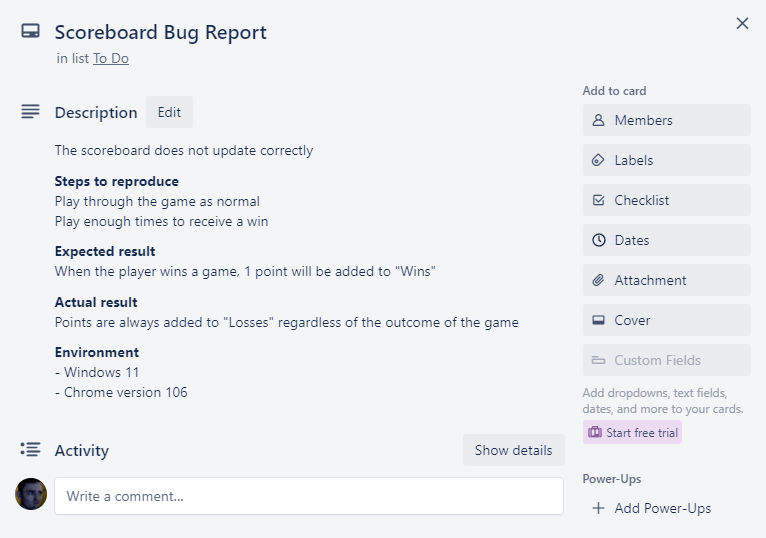 Scoreboard Bug Report
in list To Do
Description
Edit
The scoreboard does not update correctly
Steps to reproduce
Play through the game as normal
Play enough times to receive a win
Expected result
When the player wins a game, 1 point will be added to "Wins"
Actual result
Points are always added to "Losses" regardless of the outcome of the game
Environment
- Windows 11
- Chrome version 106
Activity
Show details
Write a comment...
Add to card
Members
Labels
Checklist
Dates
Attachment
Cover
Custom Fields
Add dropdowns, text fields,
dates, and more to your cards.
Start free trial
Power-Ups
Add Power-Ups